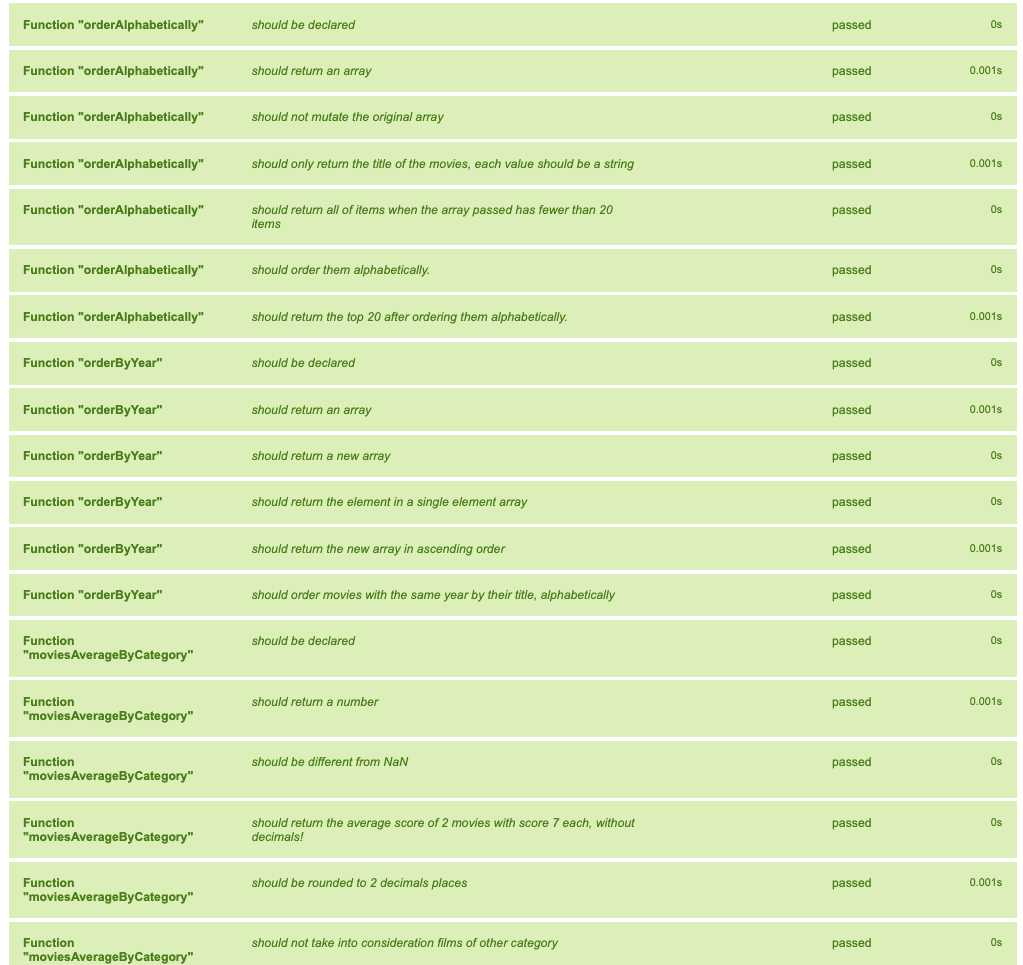 Function "orderAlphabetically" should be declared passed 0s
Function "orderAlphabetically" should return an array passed 0.001s
Function "orderAlphabetically" should not mutate the original array passed 0s
Function "orderAlphabetically" should only return the title of the movies, each value should be a string passed 0.001s
Function "orderAlphabetically" should return all of items when the array passed has fewer than 20 passed 0s
items
Function "orderAlphabetically" should order them alphabetically. passed 0s
Function "orderAlphabetically" should return the top 20 after ordering them alphabetically. passed 0.001s
Function "orderByYear" should be declared passed 0s
Function "orderByYear" should return an array passed 0.001s
Function "orderByYear" should return a new array passed 0s
Function "orderByYear" should return the element in a single element array passed 0s
Function "orderByYear" should return the new array in ascending order passed 0.001s
Function "orderByYear" should order movies with the same year by their title, alphabetically passed 0s
Function should be declared passed 0s
"moviesAverageByCategory"
Function should return a number passed 0.001s
"moviesAverageByCategory"
Function should be different from NaN passed 0s
"moviesAverageByCategory"
Function should return the average score of 2 movies with score 7 each, without passed 0s
"moviesAverageByCategory" decimals!
Function should be rounded to 2 decimals places passed 0.001s
"moviesAverageByCategory"
Function should not take into consideration films of other category passed 0s
"moviesAverageByCategory"